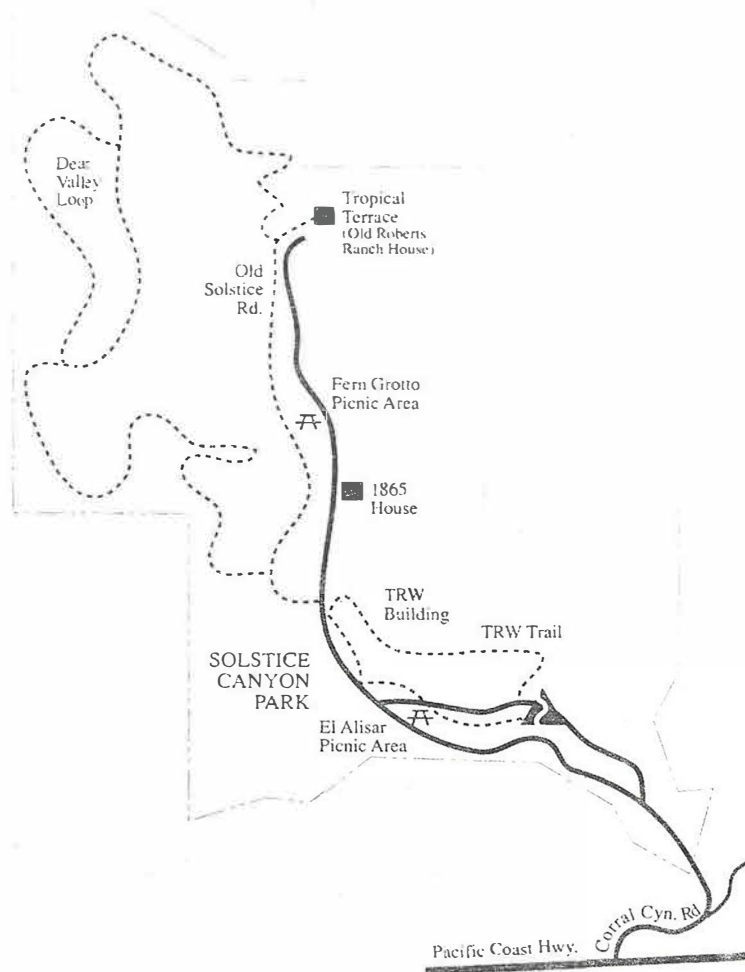 Dear
Valley
Loop
Tropical
Terrace
(Old Roberts
Ranch House)
Old
Solstice
Rd.
Fern Grotto
Picnic Area
1865
House
TRW
Building
TRW Trail
SOLSTICE
CANYON
PARK
El Alisar
Picnic Area
Corral Cyn. Rd
Pacific Coast Hwy.